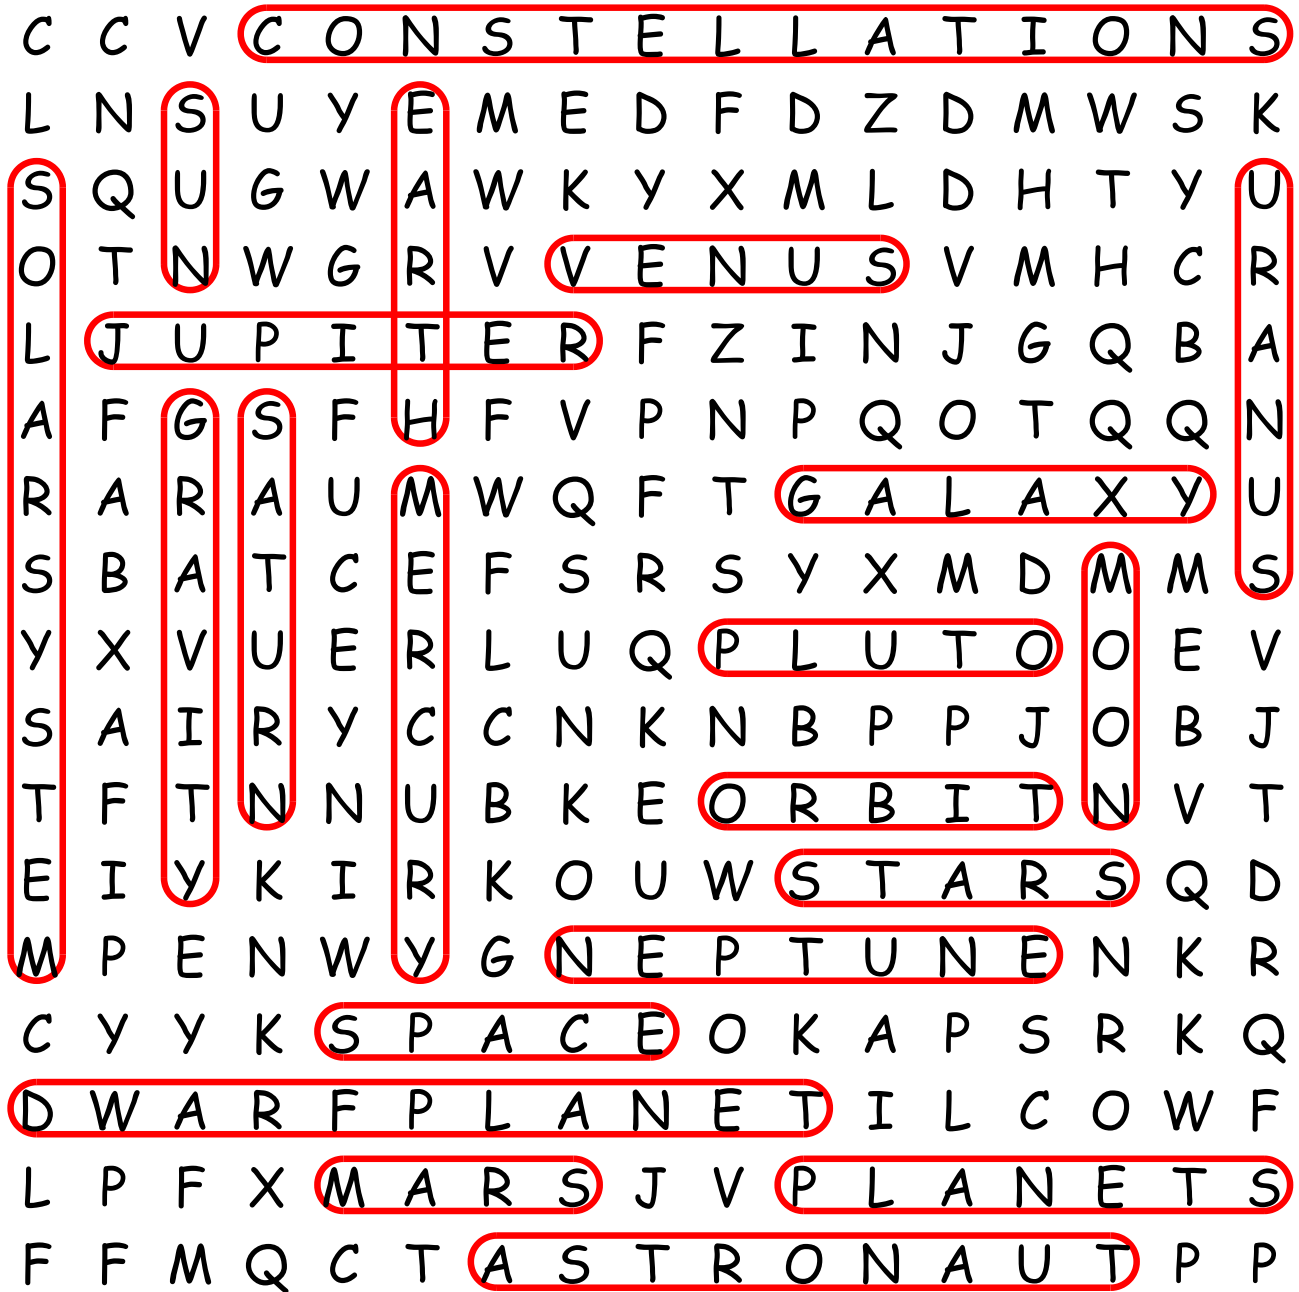 C C V C O N S T E L L A T I O N S
L N S U Y E M E D F D Z D M W S K
S Q U G W A W K Y X M L D H T Y U
O T N W G R V V E N U S V M H C R
L J U P I T E R F Z I N J G Q B A
A F G S F H F V P N P Q O T Q Q N
R A R A U M W Q F T G A L A X Y U
S B A T C E F S R S Y X M D M M S
Y X V U E R L U Q P L U T O O E V
S A I R Y C C N K N B P P J O B J
T F T N N U B K E O R B I T N V T
E I Y K I R K O U W S T A R S Q D
M P E N W Y G N E P T U N E N K R
C Y Y K S P A C E O K A P S R K Q
D W A R F P L A N E T I L C O W F
L P F X M A R S J V P L A N E T S
F F M Q C T A S T R O N A U T P P